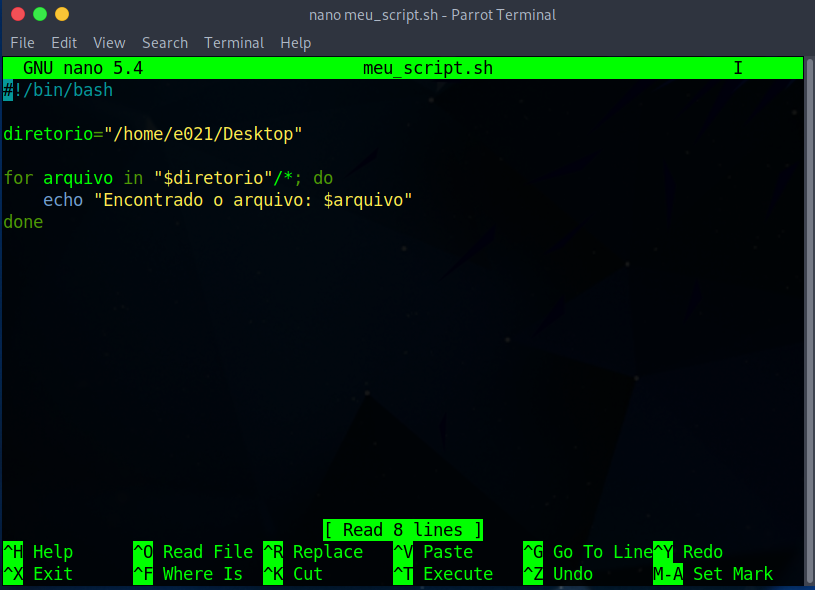 nano meu_script.sh - Parrot Terminal
File Edit View Search Terminal Help
GNU nano 5.4 meu_script.sh I
#!/bin/bash
diretorio="/home/e021/Desktop"
for arquivo in "$diretorio"/*; do
echo "Encontrado o arquivo: $arquivo"
done
[ Read 8 lines ]
^H Help ^O Read File ^R Replace ^V Paste ^G Go To Line ^Y Redo
^X Exit ^F Where Is ^K Cut ^T Execute ^Z Undo M-A Set Mark